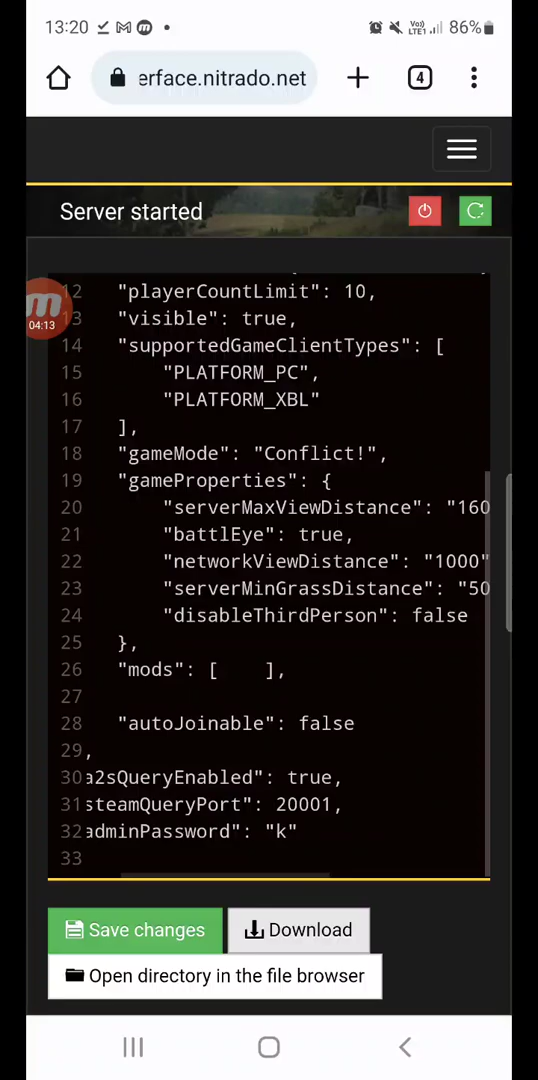 13:20
Vo))
LTE1
86%
erface.nitrado.net
4
Server started
m
04:13
12 "playerCountLimit": 10,
13 "visible": true,
14 "supportedGameClientTypes": [
15 "PLATFORM_PC",
16 "PLATFORM_XBL"
17 ],
18 "gameMode": "Conflict!",
19 "gameProperties": {
20 "serverMaxViewDistance": "160
21 "battlEye": true,
22 "networkViewDistance": "1000"
23 "serverMinGrassDistance": "50
24 "disableThirdPerson": false
25 },
26 "mods": [    ],
27
28 "autoJoinable": false
29 ,
30 a2sQueryEnabled": true,
31 steamQueryPort": 20001,
32 adminPassword": "k"
33
Save changes
Download
Open directory in the file browser